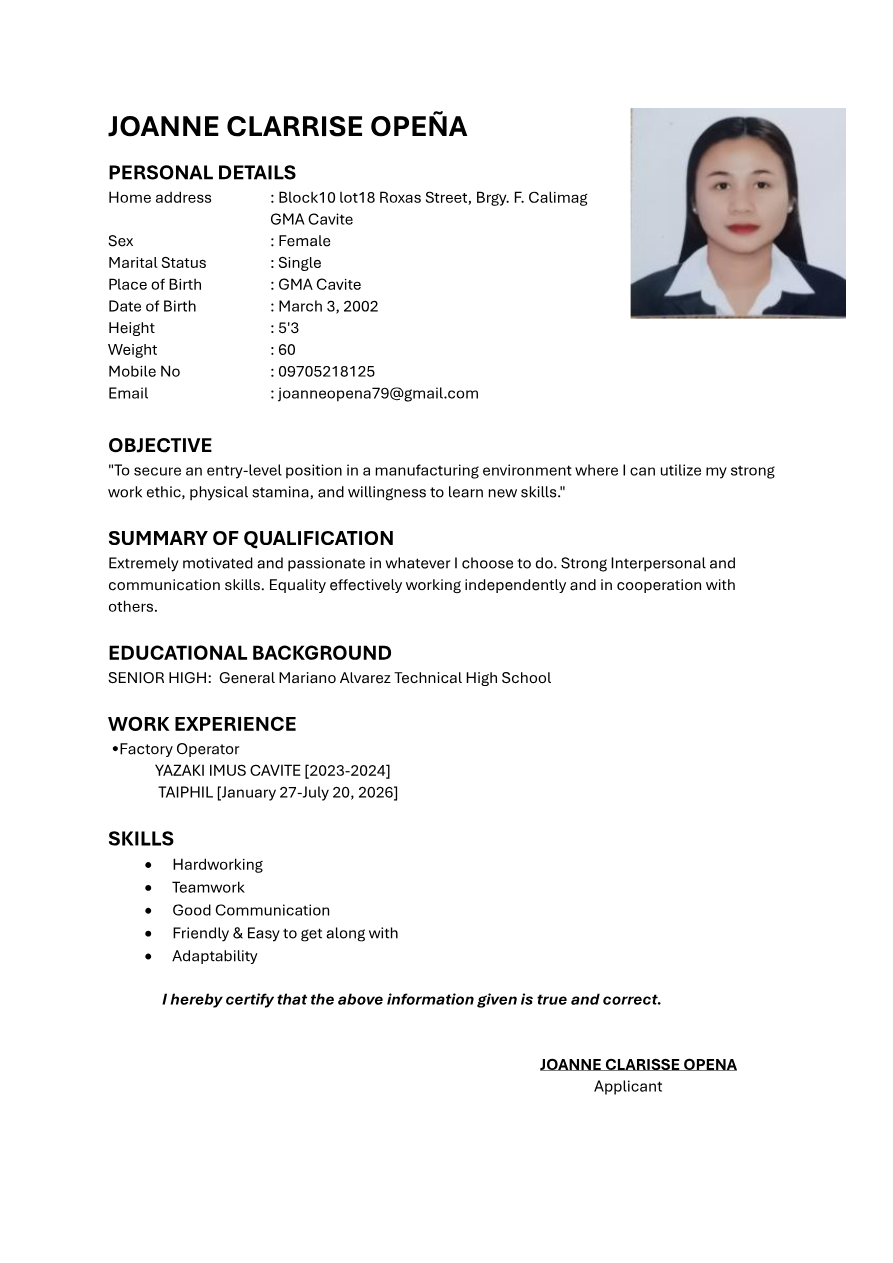 JOANNE CLARRISE OPEÑA
PERSONAL DETAILS
Home address : Block10 lot18 Roxas Street, Brgy. F. Calimag
GMA Cavite
Sex : Female
Marital Status : Single
Place of Birth : GMA Cavite
Date of Birth : March 3, 2002
Height : 5'3
Weight : 60
Mobile No : 09705218125
Email : joanneopena79@gmail.com
OBJECTIVE
"To secure an entry-level position in a manufacturing environment where I can utilize my strong
work ethic, physical stamina, and willingness to learn new skills."
SUMMARY OF QUALIFICATION
Extremely motivated and passionate in whatever I choose to do. Strong Interpersonal and
communication skills. Equality effectively working independently and in cooperation with
others.
EDUCATIONAL BACKGROUND
SENIOR HIGH:  General Mariano Alvarez Technical High School
WORK EXPERIENCE
•Factory Operator
YAZAKI IMUS CAVITE [2023-2024]
TAIPHIL [January 27-July 20, 2026]
SKILLS
• Hardworking
• Teamwork
• Good Communication
• Friendly & Easy to get along with
• Adaptability
I hereby certify that the above information given is true and correct.
JOANNE CLARISSE OPENA
Applicant